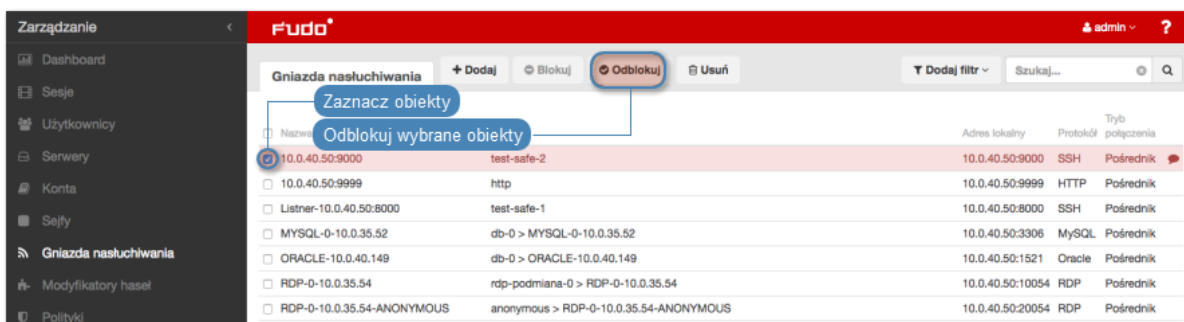 Zarządzanie
FUDO
admin
?
Dashboard
Sesje
Użytkownicy
Serwery
Konta
Sejfy
Gniazda nasłuchiwania
Modyfikatory haseł
Polityki
Gniazda nasłuchiwania
+ Dodaj
Blokuj
Odblokuj
Usuń
Dodaj filtr
Szukaj...
Zaznacz obiekty
Odblokuj wybrane obiekty
Adres lokalny Protokół Tryb połączenia
10.0.40.50:9000 test-safe-2 10.0.40.50:9000 SSH Pośrednik
10.0.40.50:9999 http 10.0.40.50:9999 HTTP Pośrednik
Listner-10.0.40.50:8000 test-safe-1 10.0.40.50:8000 SSH Pośrednik
MYSQL-0-10.0.35.52 db-0 > MYSQL-0-10.0.35.52 10.0.40.50:3306 MySQL Pośrednik
ORACLE-10.0.40.149 db-0 > ORACLE-10.0.40.149 10.0.40.50:1521 Oracle Pośrednik
RDP-0-10.0.35.54 rdp-podmiana-0 > RDP-0-10.0.35.54 10.0.40.50:10054 RDP Pośrednik
RDP-0-10.0.35.54-ANONYMOUS anonymous > RDP-0-10.0.35.54-ANONYMOUS 10.0.40.50:20054 RDP Pośrednik